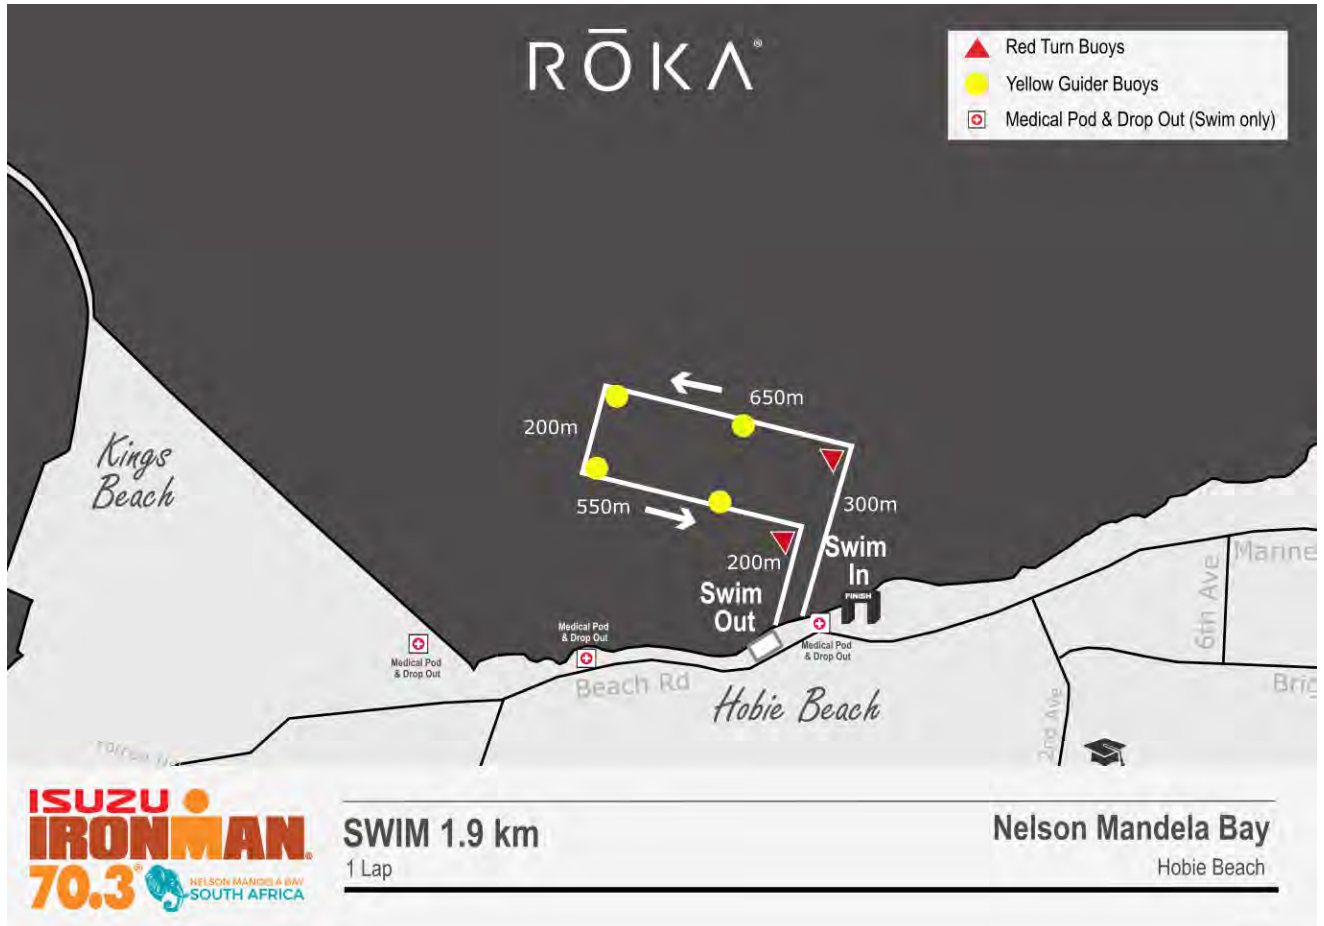 RŌKA®
Red Turn Buoys
Yellow Guider Buoys
Medical Pod & Drop Out (Swim only)
650m
200m
550m
300m
200m
Swim
In
Swim
Out
FINISH
Kings
Beach
Medical Pod
& Drop Out
Medical Pod
& Drop Out
Medical Pod
& Drop Out
Beach Rd
Hobie Beach
Marine
6th Ave
2nd Ave
Brig
ISUZU
IRONMAN®
70.3®
NELSON MANDELA BAY
SOUTH AFRICA
SWIM 1.9 km
1 Lap
Nelson Mandela Bay
Hobie Beach